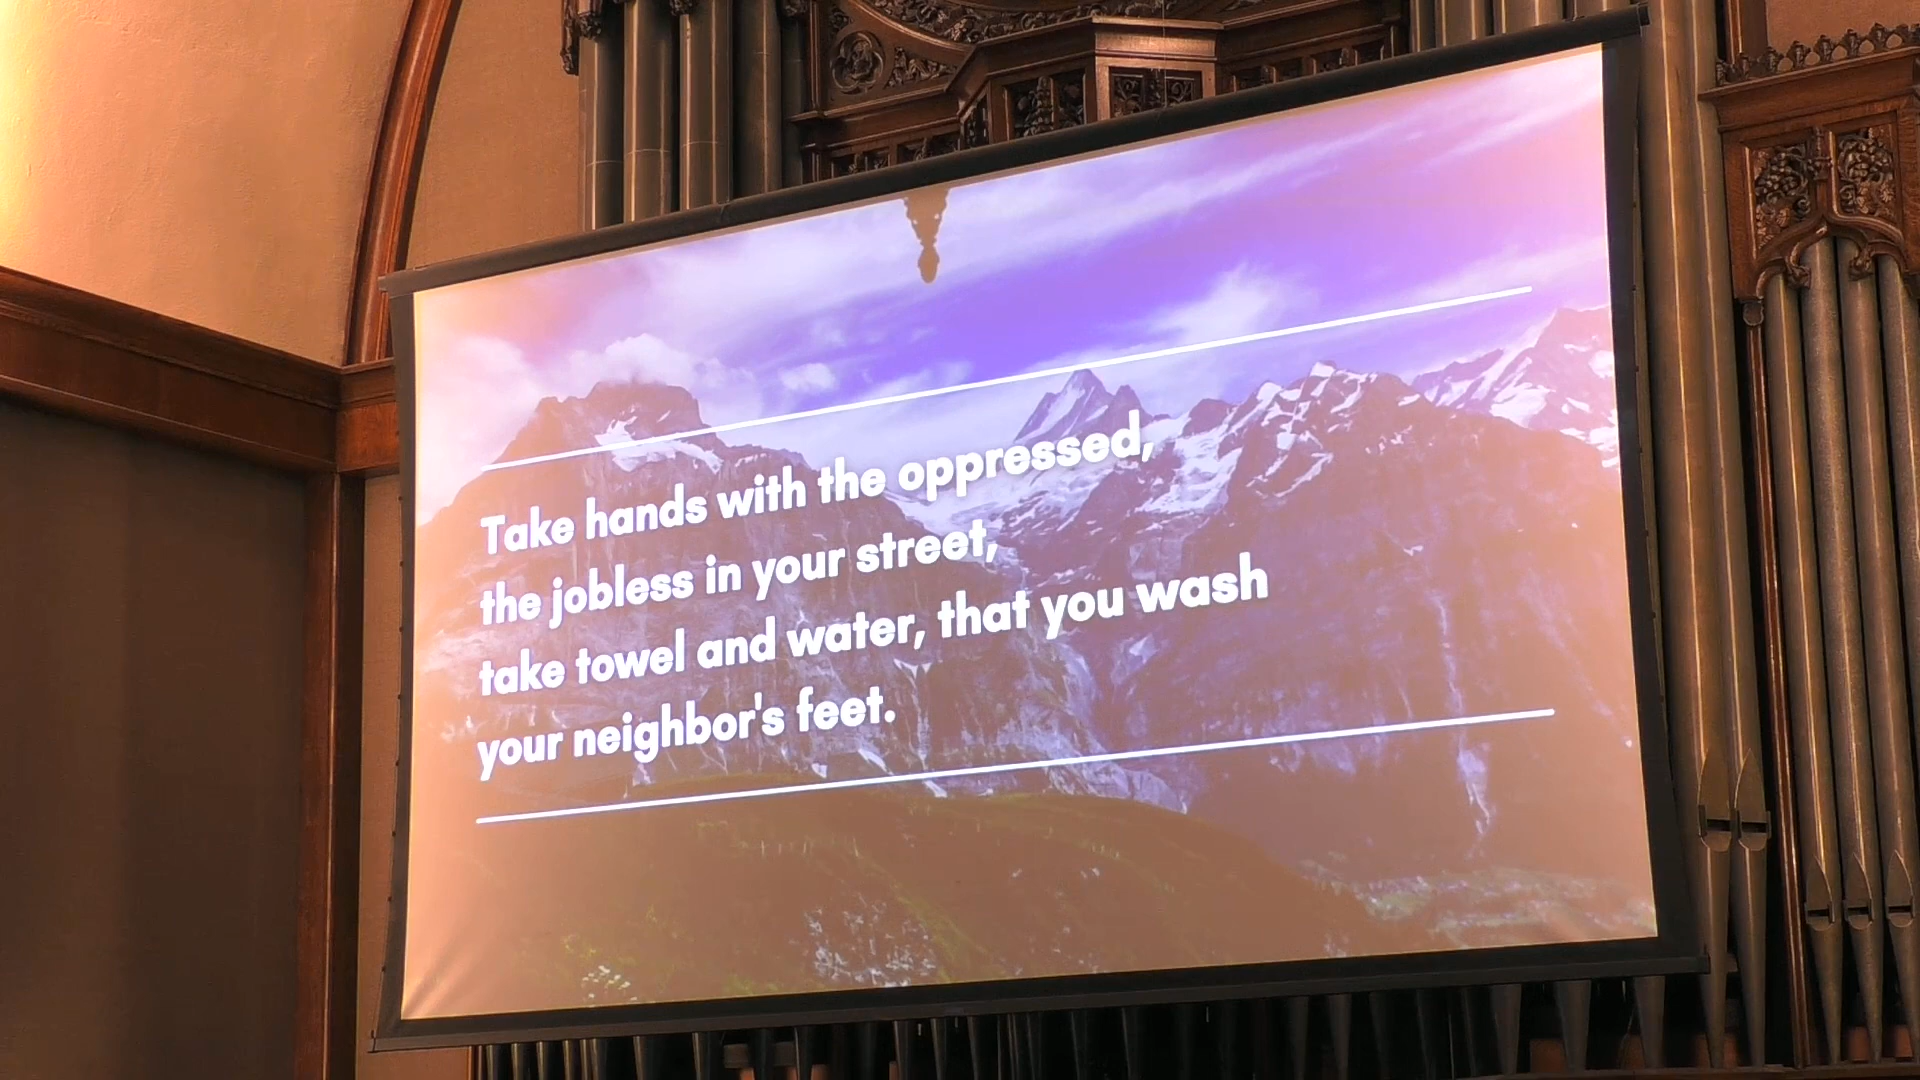 Take hands with the oppressed,
the jobless in your street,
take towel and water, that you wash
your neighbor's feet.